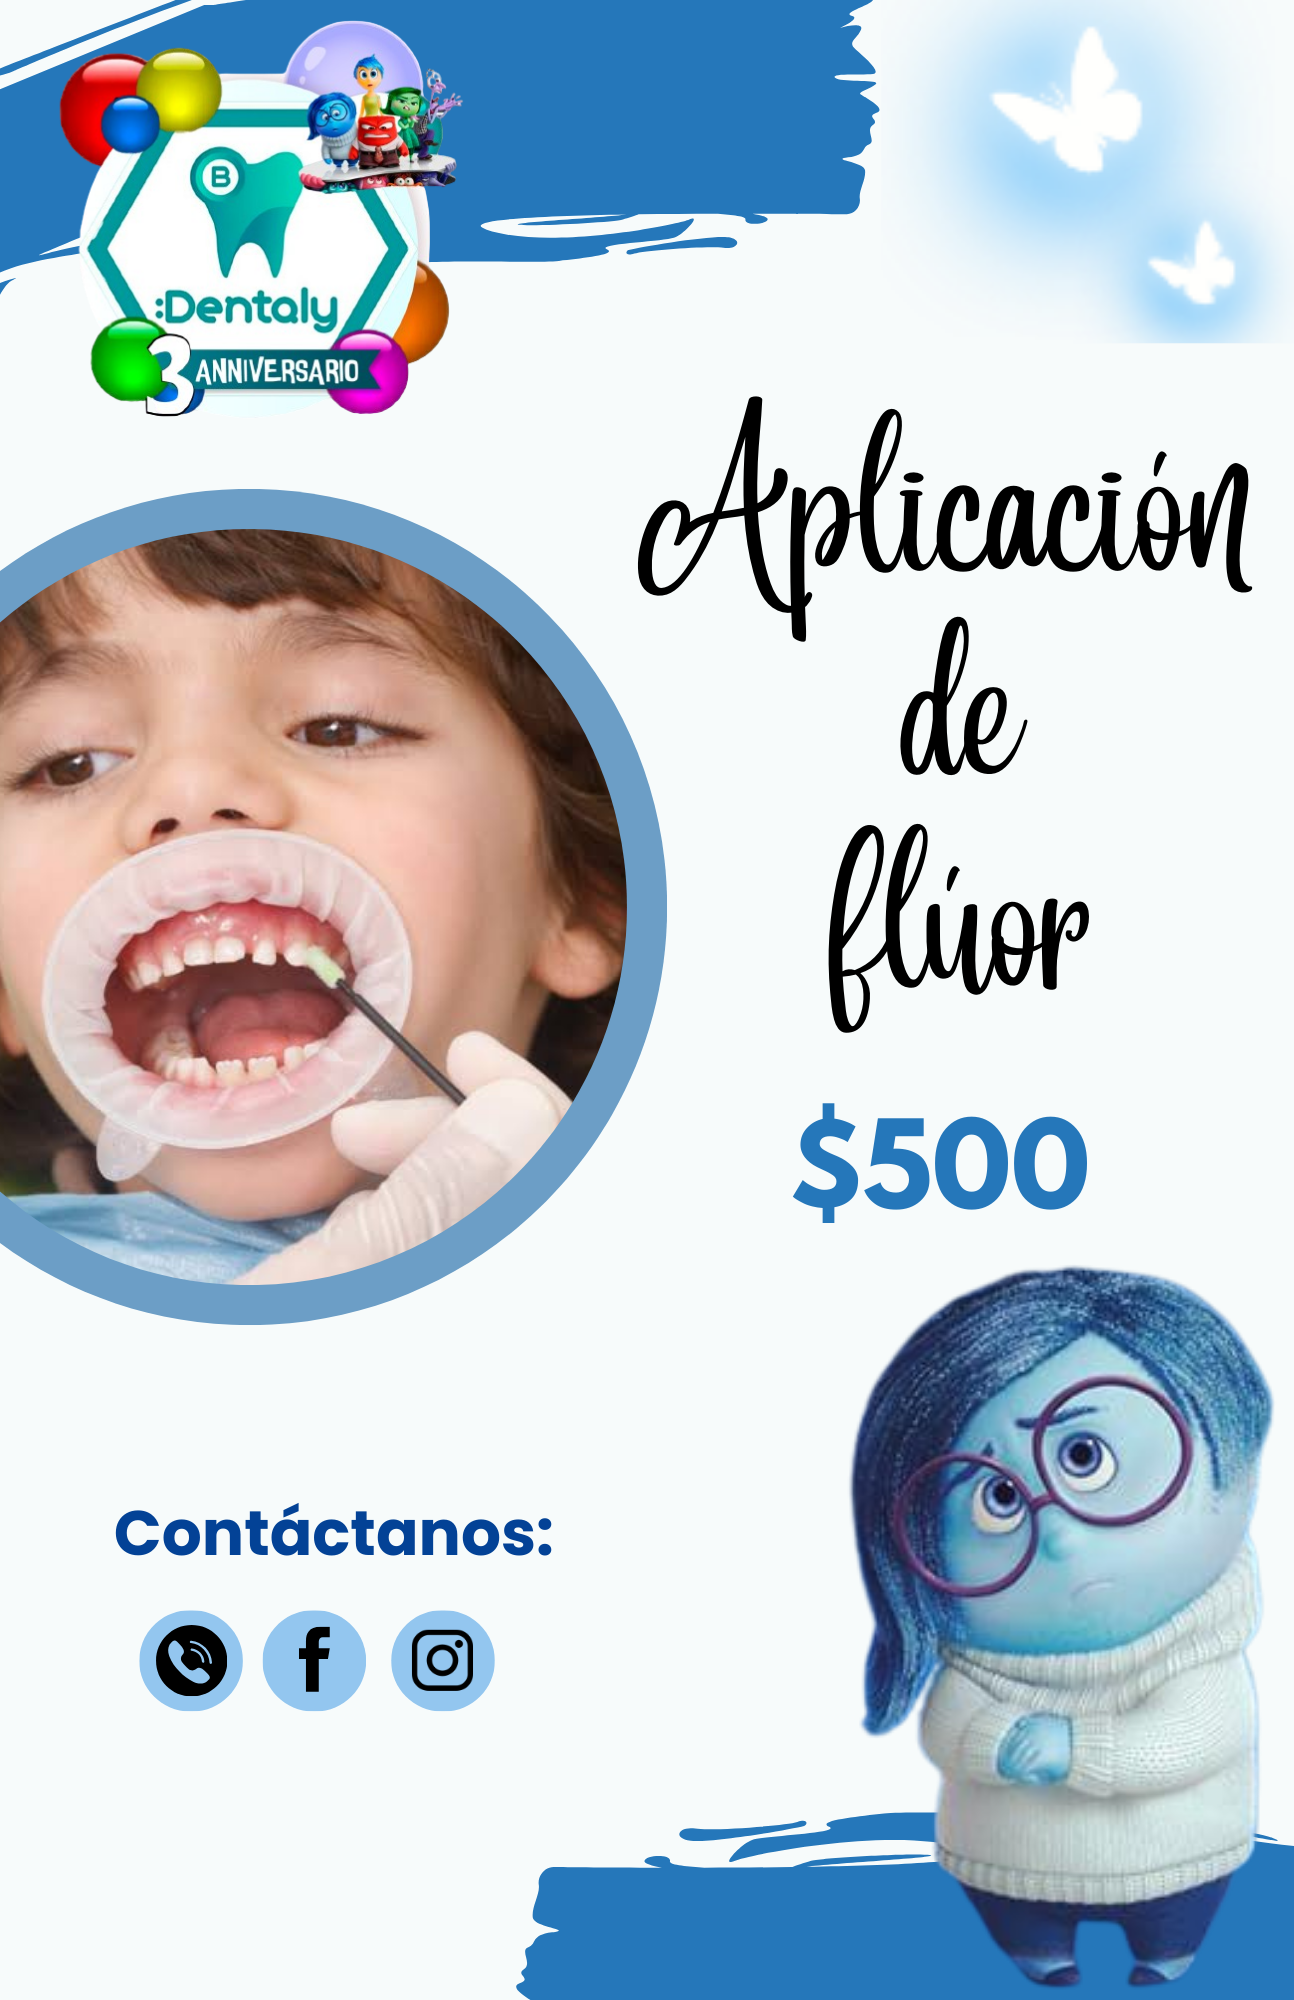 B
:Dentaly
3 ANNIVERSARIO
Aplicación
de
flúor
$500
Contáctanos: